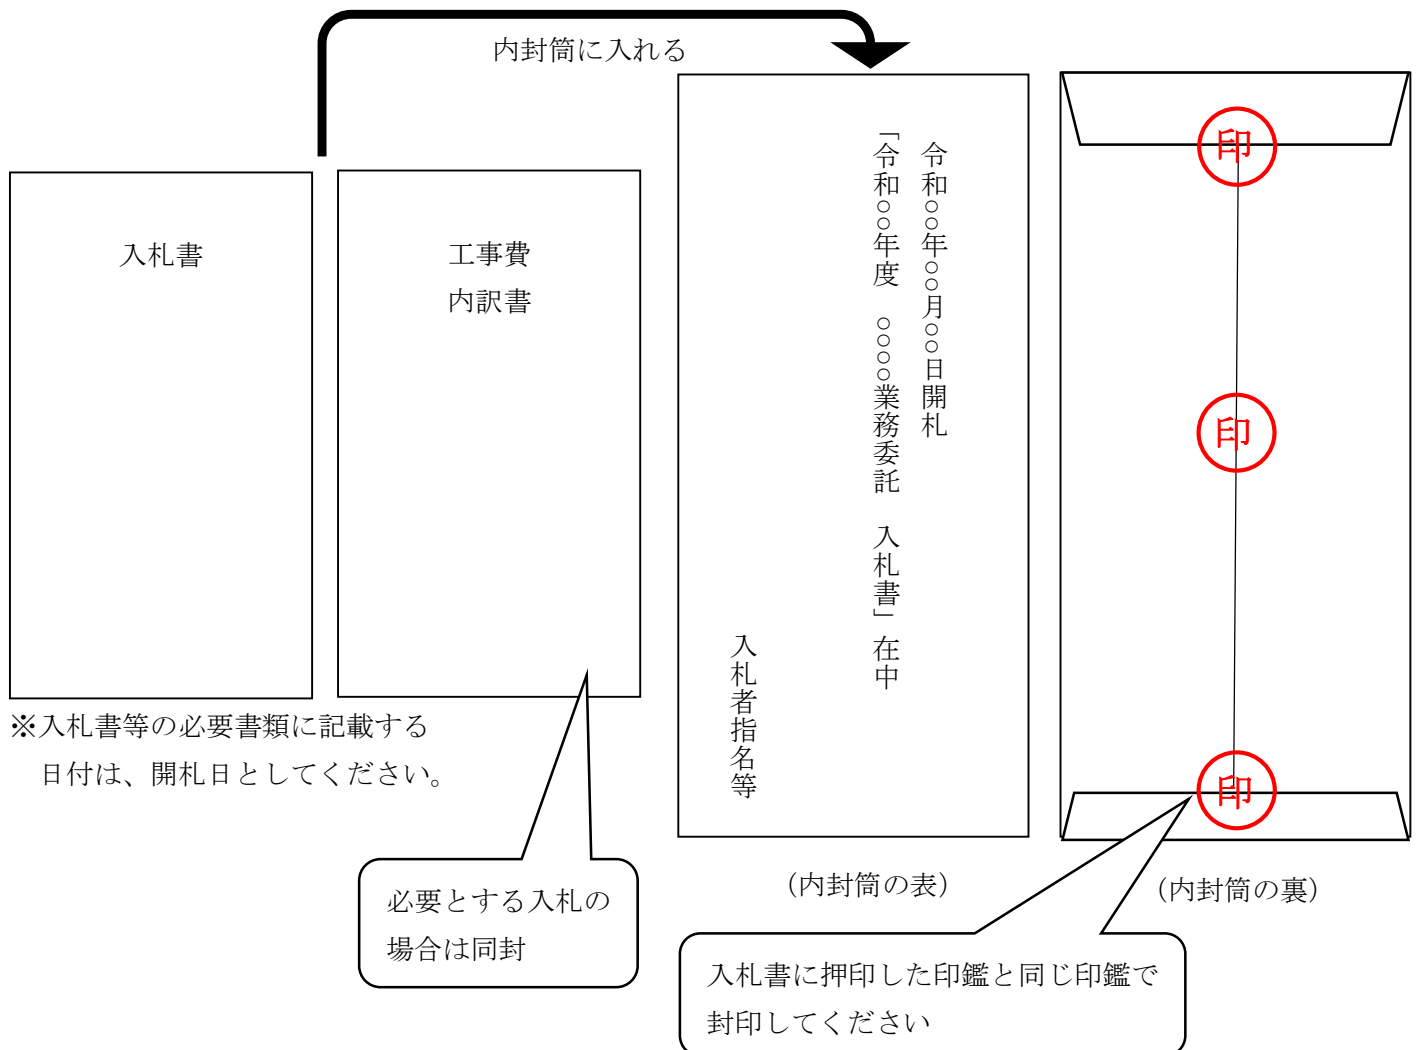 内封筒に入れる
入札書
工事費
内訳書
※入札書等の必要書類に記載する
日付は、開札日としてください。
必要とする入札の
場合は同封
令和○○年○○月○○日開札
「令和○○年度　○○○○業務委託　入札書」在中
入札者指名等
（内封筒の表）
印
印
印
（内封筒の裏）
入札書に押印した印鑑と同じ印鑑で
封印してください